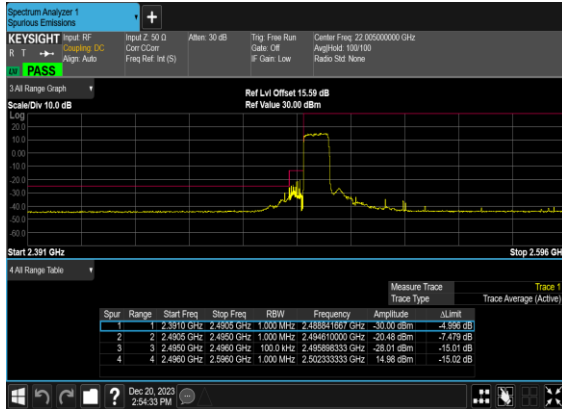 Spectrum Analyzer 1
Spurious Emissions
KEYSIGHT Input: RF Input Z: 50 Ω Atten: 30 dB Trig: Free Run Center Freq: 22.005000000 GHz
R T Coupling: DC Corr CCorr Gate: Off Avg|Hold: 100/100
Align: Auto Freq Ref: Int (S) IF Gain: Low Radio Std: None
PASS
3 All Range Graph
Ref Lvl Offset 15.59 dB
Scale/Div 10.0 dB Ref Value 30.00 dBm
Log
20.0
10.0
0.00
-10.0
-20.0
-30.0
-40.0
-50.0
-60.0
Start 2.391 GHz Stop 2.596 GH
4 All Range Table
Measure Trace Trace 1
Trace Type Trace Average (Active)
Spur Range Start Freq Stop Freq RBW Frequency Amplitude ΔLimit
1 1 2.3910 GHz 2.4905 GHz 1.000 MHz 2.488841667 GHz -30.00 dBm -4.996 dB
2 2 2.4905 GHz 2.4950 GHz 1.000 MHz 2.494610000 GHz -20.48 dBm -7.479 dB
3 3 2.4950 GHz 2.4960 GHz 100.0 kHz 2.495898333 GHz -28.01 dBm -15.01 dB
4 4 2.4960 GHz 2.5960 GHz 1.000 MHz 2.502333333 GHz 14.98 dBm -15.02 dB
Dec 20, 2023
2:54:33 PM